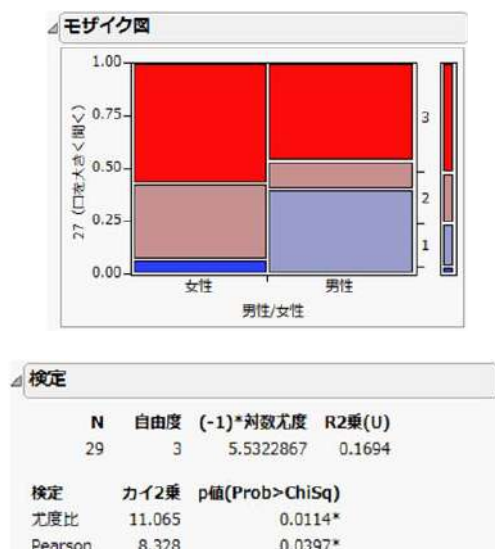 モザイク図
1.00
0.75
0.50
0.25
0.00
27（口を大きく開く）
3
2
1
女性 男性
男性/女性
検定
N 自由度 (-1)*対数尤度 R2乗(U)
29 3 5.5322867 0.1694
検定 カイ2乗 p値(Prob>ChiSq)
尤度比 11.065 0.0114*
Pearson 8.328 0.0397*